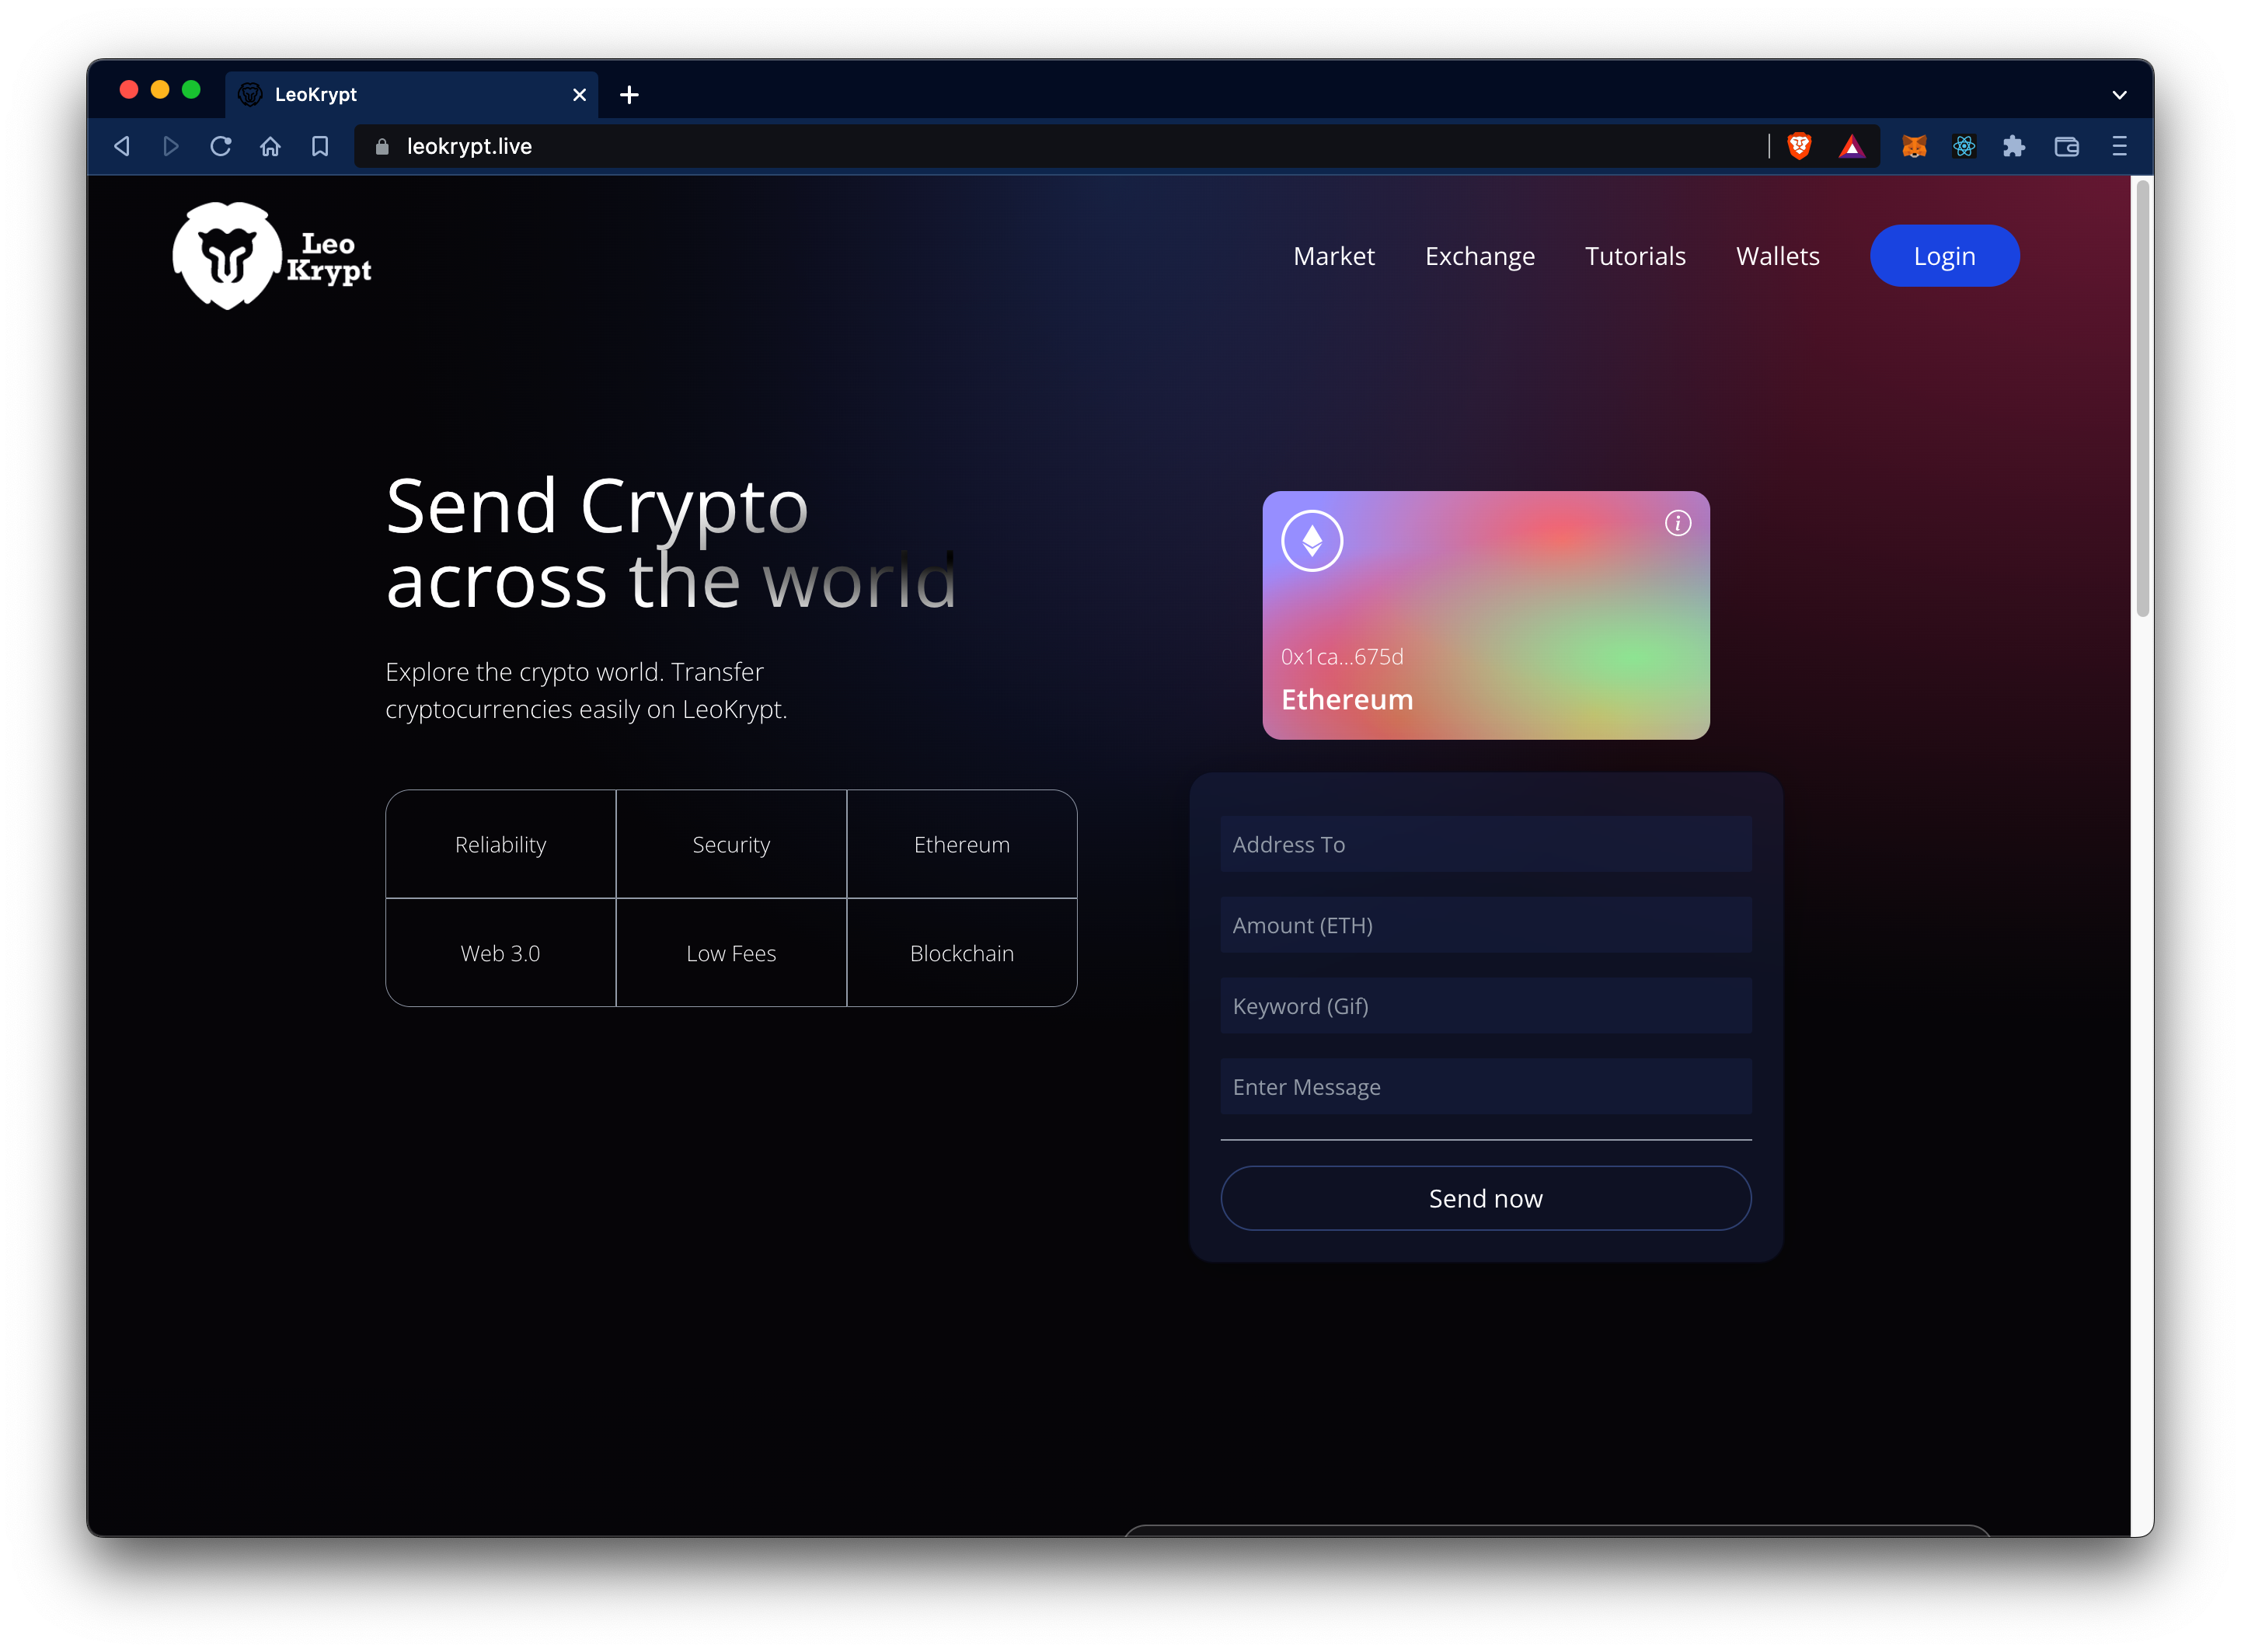 LeoKrypt
leokrypt.live
Leo
Krypt
Market
Exchange
Tutorials
Wallets
Login
Send Crypto
across the world
Explore the crypto world. Transfer
cryptocurrencies easily on LeoKrypt.
Reliability
Security
Ethereum
Web 3.0
Low Fees
Blockchain
0x1ca...675d
Ethereum
Address To
Amount (ETH)
Keyword (Gif)
Enter Message
Send now